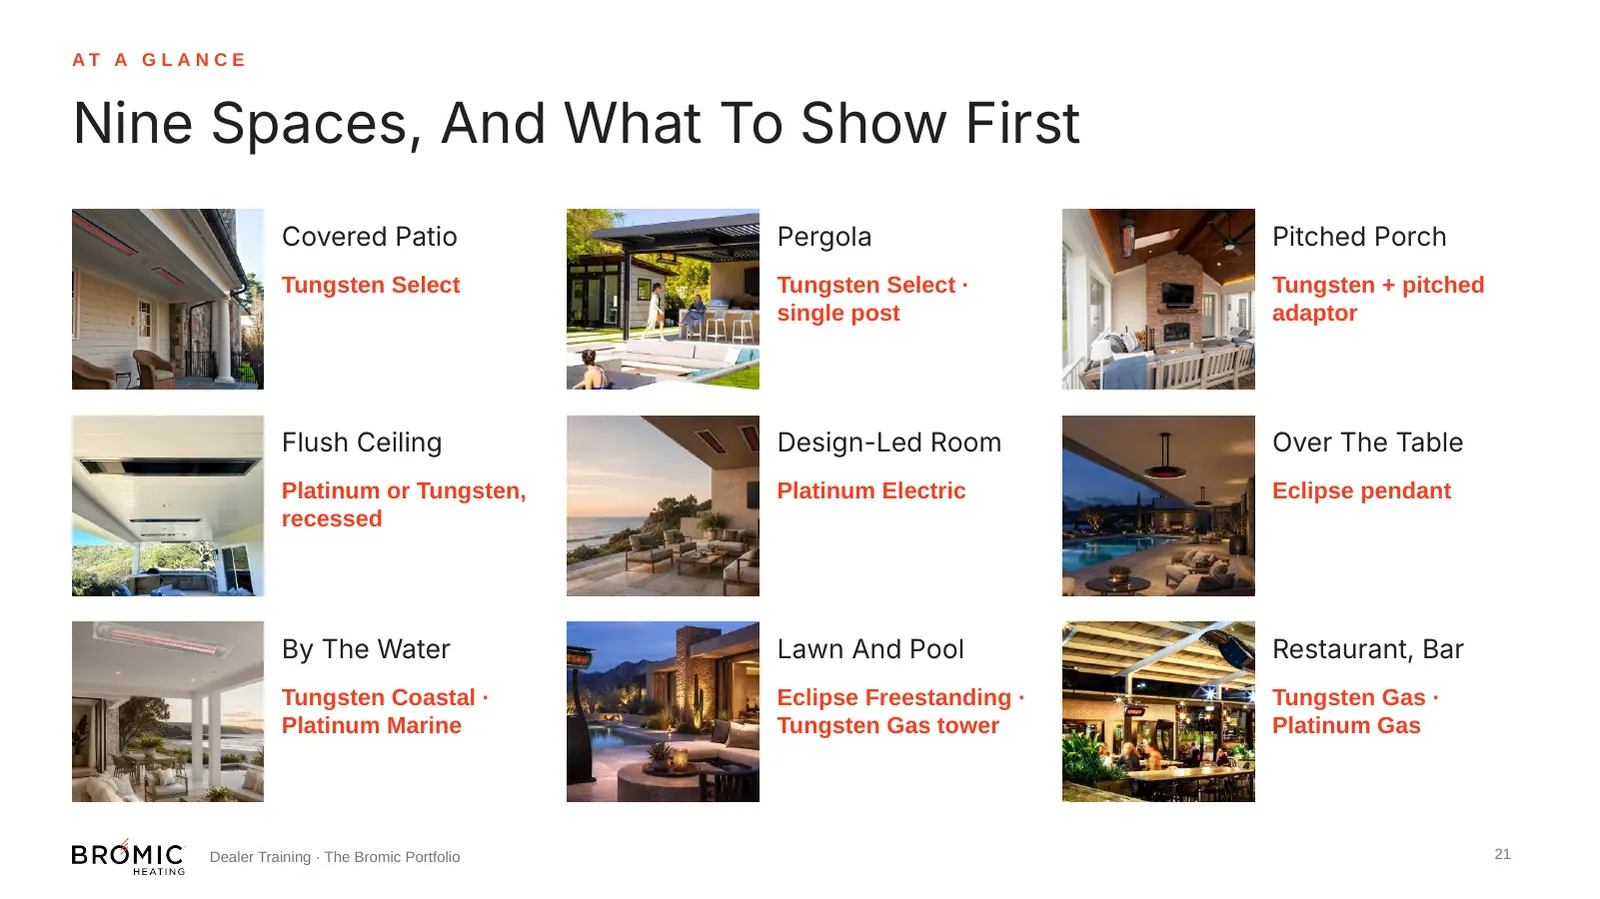 AT A GLANCE
Nine Spaces, And What To Show First
Covered Patio
Tungsten Select
Pergola
Tungsten Select ·
single post
Pitched Porch
Tungsten + pitched
adaptor
Flush Ceiling
Platinum or Tungsten,
recessed
Design-Led Room
Platinum Electric
Over The Table
Eclipse pendant
By The Water
Tungsten Coastal ·
Platinum Marine
Lawn And Pool
Eclipse Freestanding ·
Tungsten Gas tower
Restaurant, Bar
Tungsten Gas ·
Platinum Gas
BROMIC
HEATING
Dealer Training · The Bromic Portfolio
21